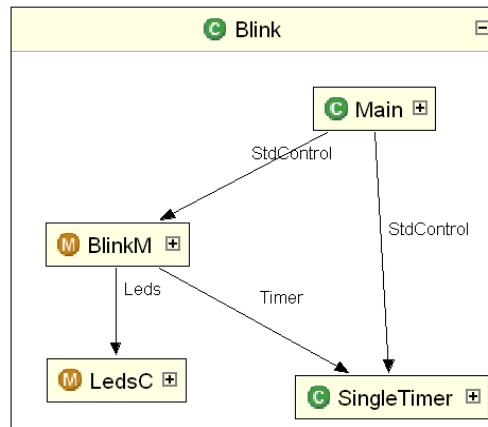 C Blink
C Main
StdControl
StdControl
M BlinkM
Leds
Timer
M LedsC
C SingleTimer